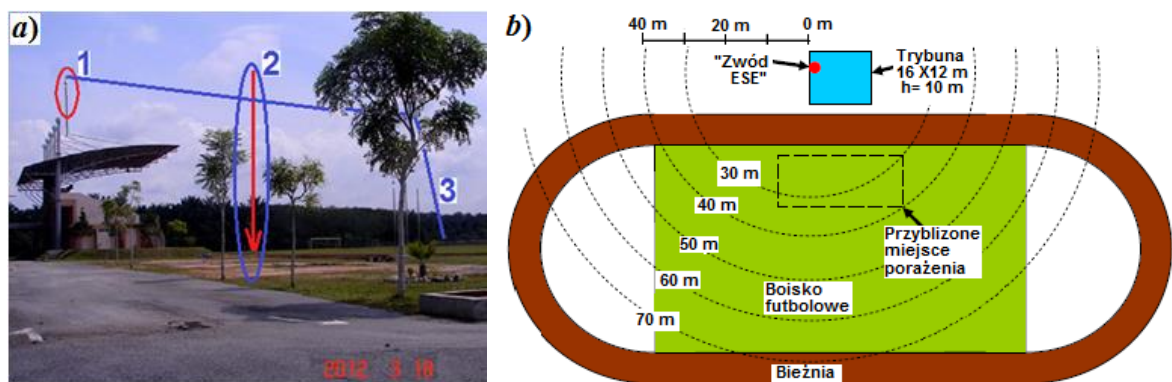 a)
1
2
3
2012 3 18
b)
40 m
20 m
0 m
"Zwód
ESE"
Trybuna
16 X12 m
h= 10 m
30 m
40 m
50 m
60 m
70 m
Przyblizone
miejsce
porażenia
Boisko
futbolowe
Bieżnia